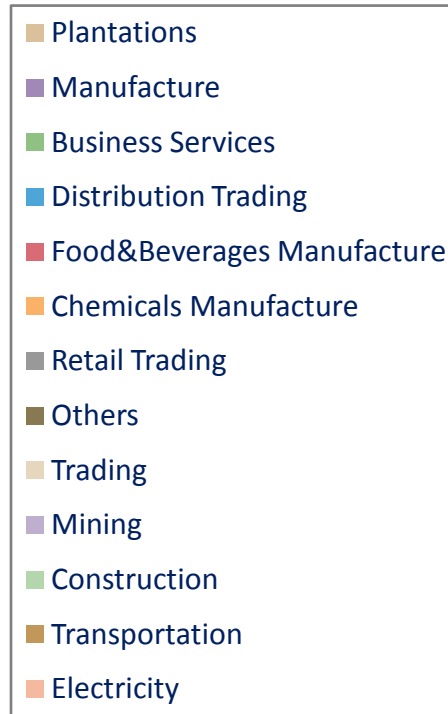 Plantations
Manufacture
Business Services
Distribution Trading
Food&Beverages Manufacture
Chemicals Manufacture
Retail Trading
Others
Trading
Mining
Construction
Transportation
Electricity